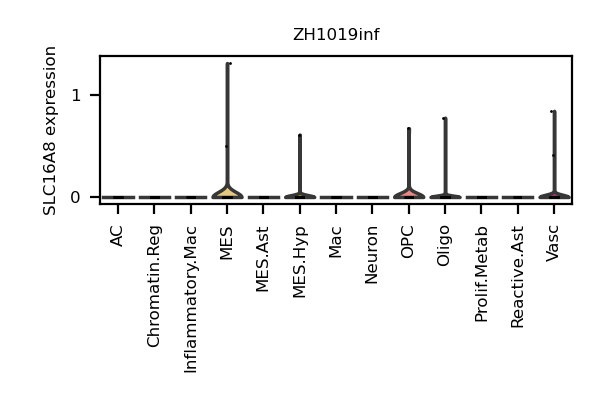 ZH1019inf
SLC16A8 expression
1
0
AC
Chromatin.Reg
Inflammatory.Mac
MES
MES.Ast
MES.Hyp
Mac
Neuron
OPC
Oligo
Prolif.Metab
Reactive.Ast
Vasc